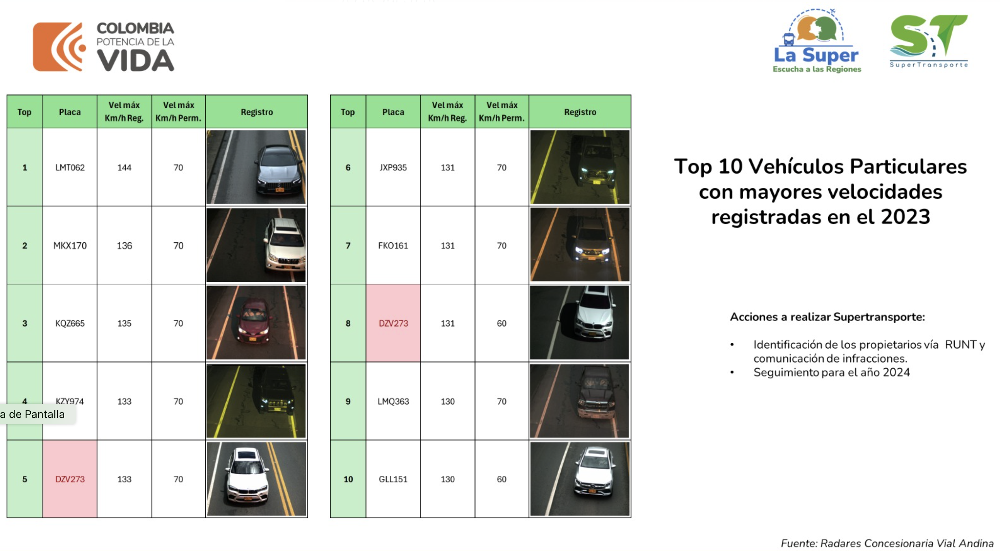 COLOMBIA
POTENCIA DE LA
VIDA
La Super
Escucha a las Regiones
ST
SuperTransporte
Top Placa Vel máx Km/h Reg. Vel máx Km/h Perm. Registro
1 LMT062 144 70
2 MKX170 136 70
3 KQZ665 135 70
4 KZY974 133 70
a de Pantalla
5 DZV273 133 70
Top Placa Vel máx Km/h Reg. Vel máx Km/h Perm. Registro
6 JXP935 131 70
7 FKO161 131 70
8 DZV273 131 60
9 LMQ363 130 70
10 GLL151 130 60
Top 10 Vehículos Particulares
con mayores velocidades
registradas en el 2023
Acciones a realizar Supertransporte:
• Identificación de los propietarios vía RUNT y
comunicación de infracciones.
• Seguimiento para el año 2024
Fuente: Radares Concesionaria Vial Andina